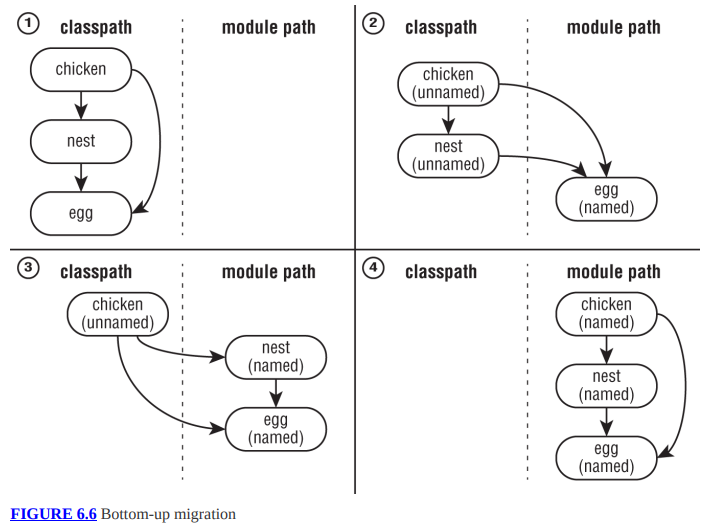 1 classpath module path
chicken
nest
egg
2 classpath module path
chicken
(unnamed)
nest
(unnamed)
egg
(named)
3 classpath module path
chicken
(unnamed)
nest
(named)
egg
(named)
4 classpath module path
chicken
(named)
nest
(named)
egg
(named)
FIGURE 6.6 Bottom-up migration